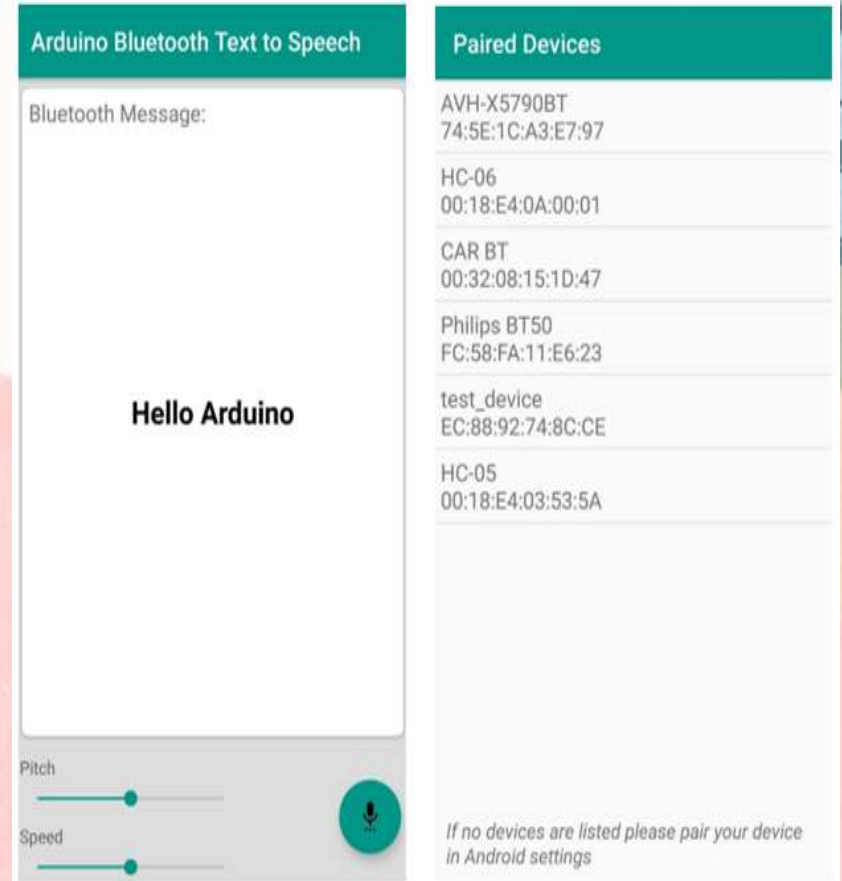 Arduino Bluetooth Text to Speech
Bluetooth Message:
Hello Arduino
Pitch
Speed
Paired Devices
AVH-X5790BT
74:5E:1C:A3:E7:97
HC-06
00:18:E4:0A:00:01
CAR BT
00:32:08:15:1D:47
Philips BT50
FC:58:FA:11:E6:23
test_device
EC:88:92:74:8C:CE
HC-05
00:18:E4:03:53:5A
If no devices are listed please pair your device
in Android settings